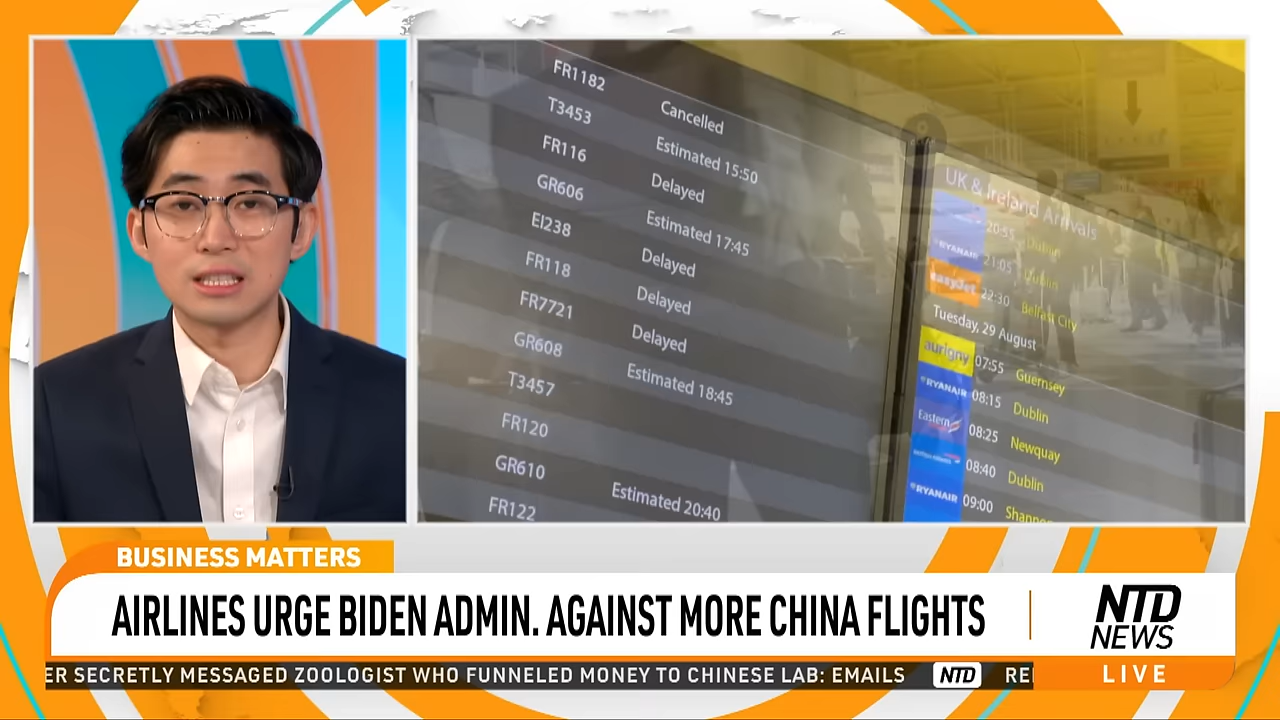 FR1182 Cancelled
T3453 Estimated 15:50
FR116 Delayed
GR606 Estimated 17:45
EI238 Delayed
FR118 Delayed
FR7721 Delayed
GR608 Estimated 18:45
T3457
FR120
GR610 Estimated 20:40
FR122
UK & Ireland Arrivals
20:55 Dublin
RYANAIR 21:05 Dublin
easyJet 22:30 Belfast City
Tuesday, 29 August
aurigny 07:55 Guernsey
RYANAIR 08:15 Dublin
Eastern 08:25 Newquay
08:40 Dublin
RYANAIR 09:00
BUSINESS MATTERS
AIRLINES URGE BIDEN ADMIN. AGAINST MORE CHINA FLIGHTS
NTD
NEWS
ER SECRETLY MESSAGED ZOOLOGIST WHO FUNNELED MONEY TO CHINESE LAB: EMAILS NTD RE
LIVE